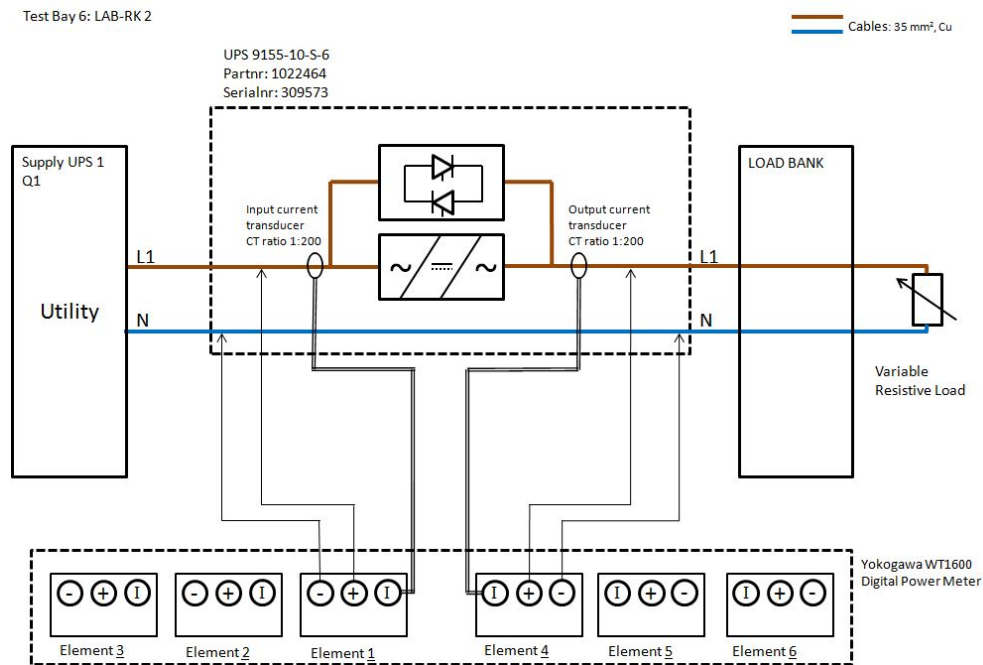 Test Bay 6: LAB-RK 2
Cables: 35 mm², Cu
UPS 9155-10-S-6
Partnr: 1022464
Serialnr: 309573
Supply UPS 1
Q1
LOAD BANK
Input current
transducer
CT ratio 1:200
Output current
transducer
CT ratio 1:200
L1
L1
Utility
N
N
Variable
Resistive Load
Yokogawa WT1600
Digital Power Meter
- + I
- + I
- + I
I + -
I + -
I + -
Element 3
Element 2
Element 1
Element 4
Element 5
Element 6